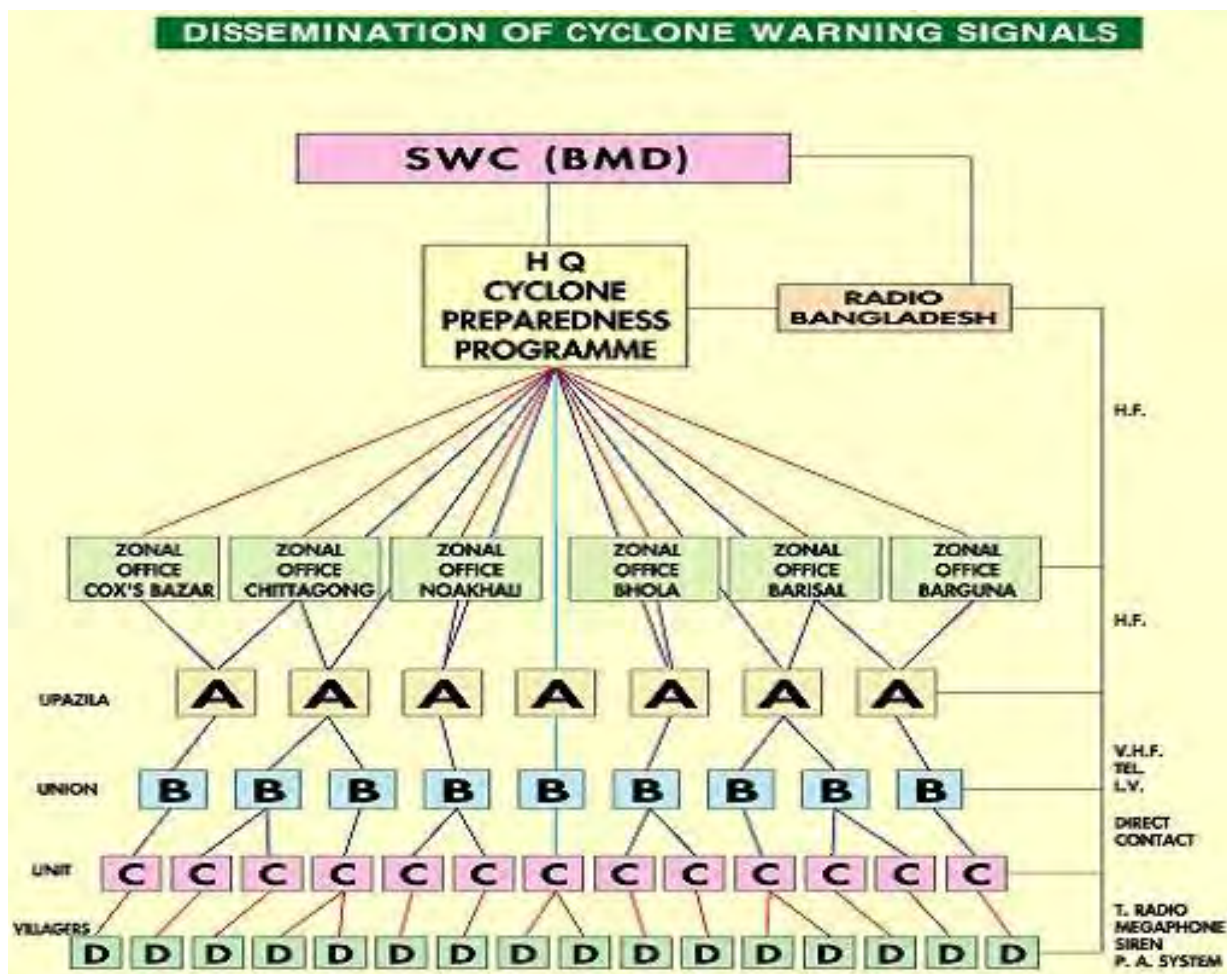 DISSEMINATION OF CYCLONE WARNING SIGNALS
SWC (BMD)
H Q
CYCLONE
PREPAREDNESS
PROGRAMME
RADIO
BANGLADESH
H.F.
ZONAL
OFFICE
COX'S BAZAR
ZONAL
OFFICE
CHITTAGONG
ZONAL
OFFICE
NOAKHALI
ZONAL
OFFICE
BHOLA
ZONAL
OFFICE
BARISAL
ZONAL
OFFICE
BARGUNA
H.F.
UPAZILA
A A A A A A A
V.H.F.
TEL.
L.V.
UNION
B B B B B B B B B
DIRECT
CONTACT
UNIT
C C C C C C C C C C C C C
T. RADIO
MEGAPHONE
SIREN
P. A. SYSTEM
VILLAGERS
D D D D D D D D D D D D D D D D